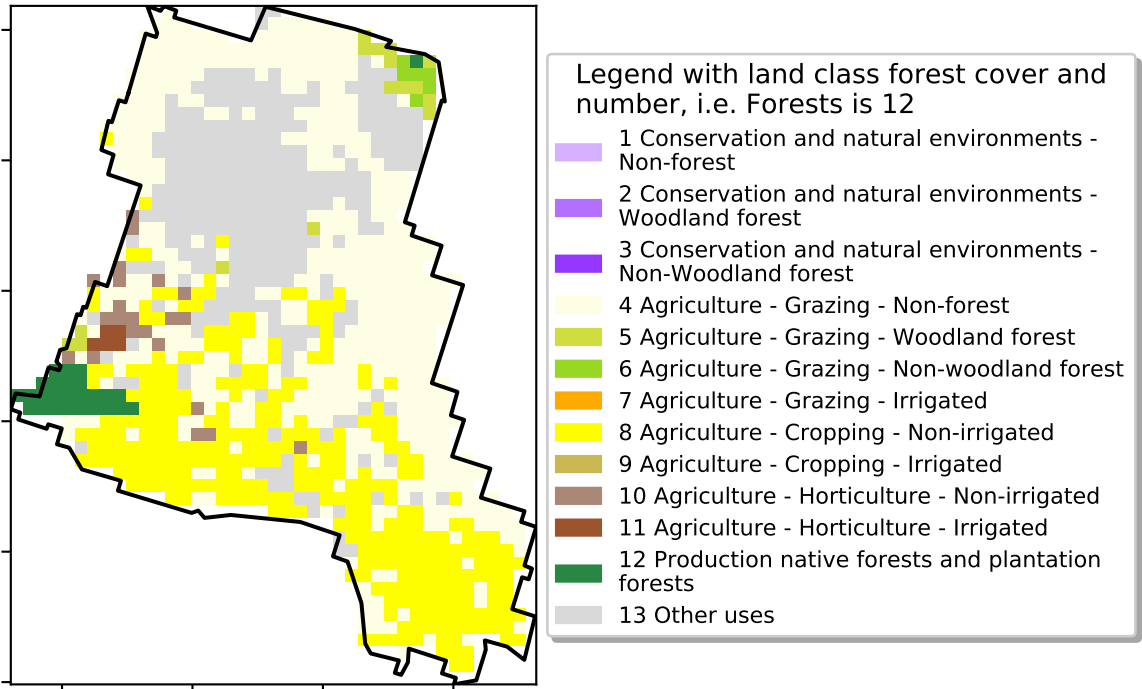 Legend with land class forest cover and
number, i.e. Forests is 12
1 Conservation and natural environments -
Non-forest
2 Conservation and natural environments -
Woodland forest
3 Conservation and natural environments -
Non-Woodland forest
4 Agriculture - Grazing - Non-forest
5 Agriculture - Grazing - Woodland forest
6 Agriculture - Grazing - Non-woodland forest
7 Agriculture - Grazing - Irrigated
8 Agriculture - Cropping - Non-irrigated
9 Agriculture - Cropping - Irrigated
10 Agriculture - Horticulture - Non-irrigated
11 Agriculture - Horticulture - Irrigated
12 Production native forests and plantation
forests
13 Other uses